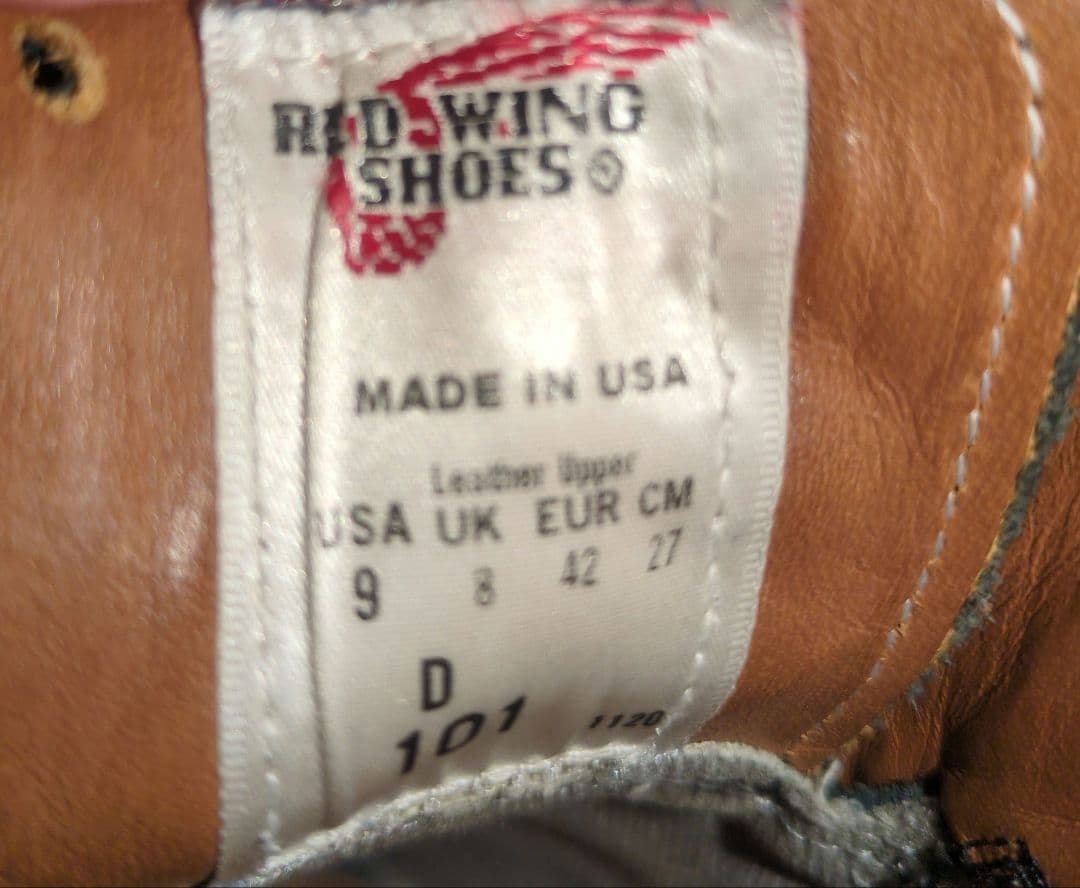 RED WING
SHOES®
MADE IN USA
Leather Upper
USA UK EUR CM
9 8 42 27
D
101 1120